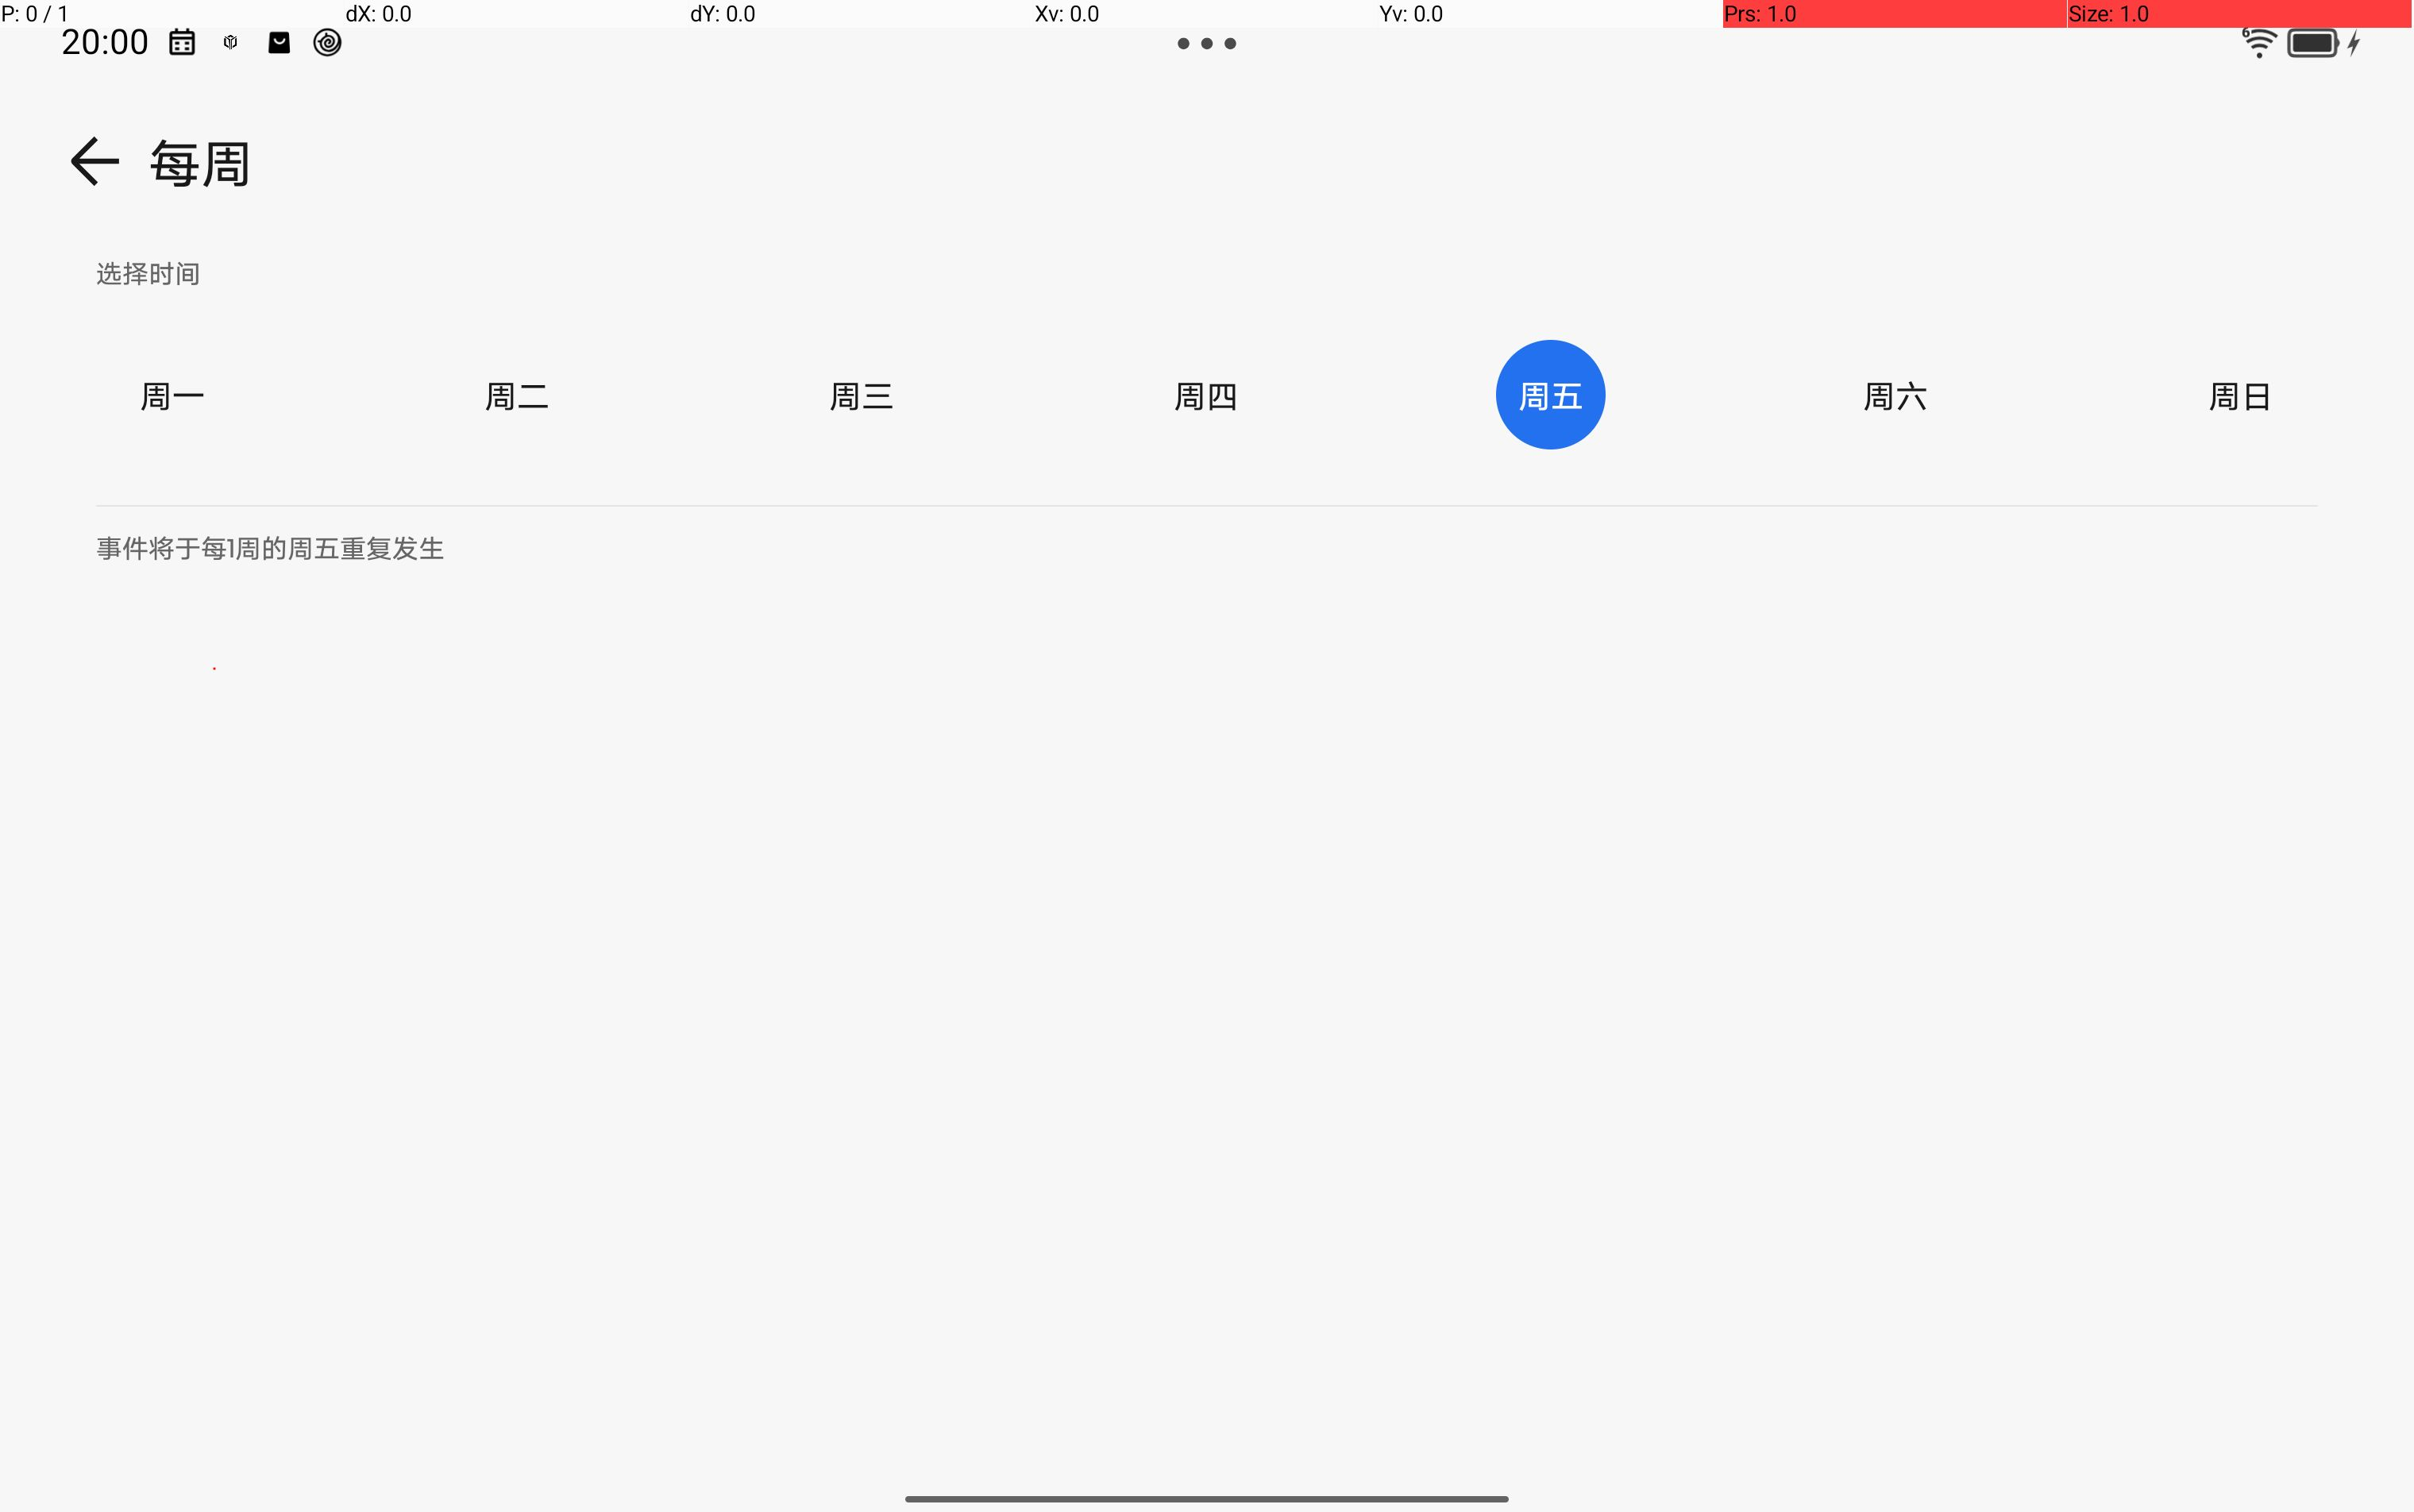 P: 0 / 1 dX: 0.0 dY: 0.0 Xv: 0.0 Yv: 0.0 Prs: 1.0 Size: 1.0
20:00 6
每周
选择时间
周一 周二 周三 周四 周五 周六 周日
事件将于每1周的周五重复发生